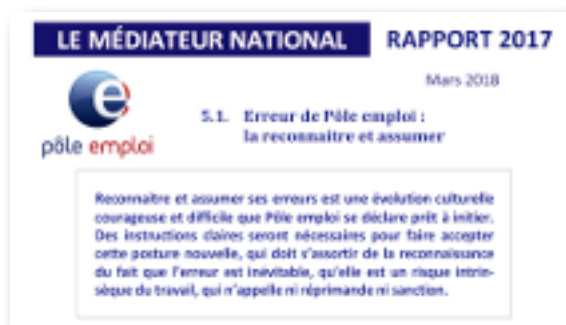 LE MÉDIATEUR NATIONAL RAPPORT 2017
Mars 2018
5.1. Erreur de Pôle emploi :
la reconnaitre et assumer
pôle emploi
Reconnaître et assumer ses erreurs est une évolution culturelle
courageuse et difficile que Pôle emploi se déclare prêt à initier.
Des instructions claires seront nécessaires pour faire accepter
cette posture nouvelle, qui doit s'assortir de la reconnaissance
du fait que l'erreur est inévitable, qu'elle est un risque intrin-
sèque du travail, qui n'appelle ni réprimande ni sanction.